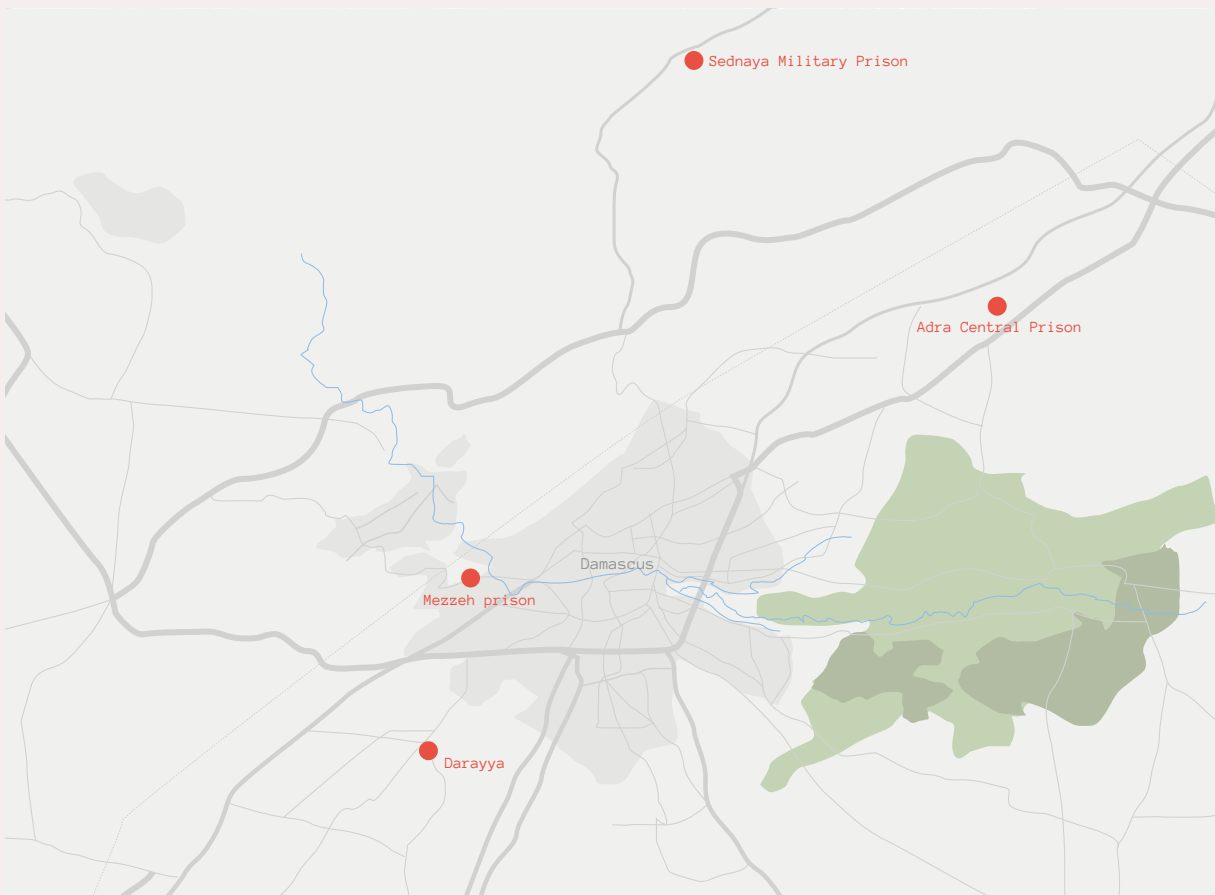 Sednaya Military Prison
Adra Central Prison
Damascus
Mezzeh prison
Darayya